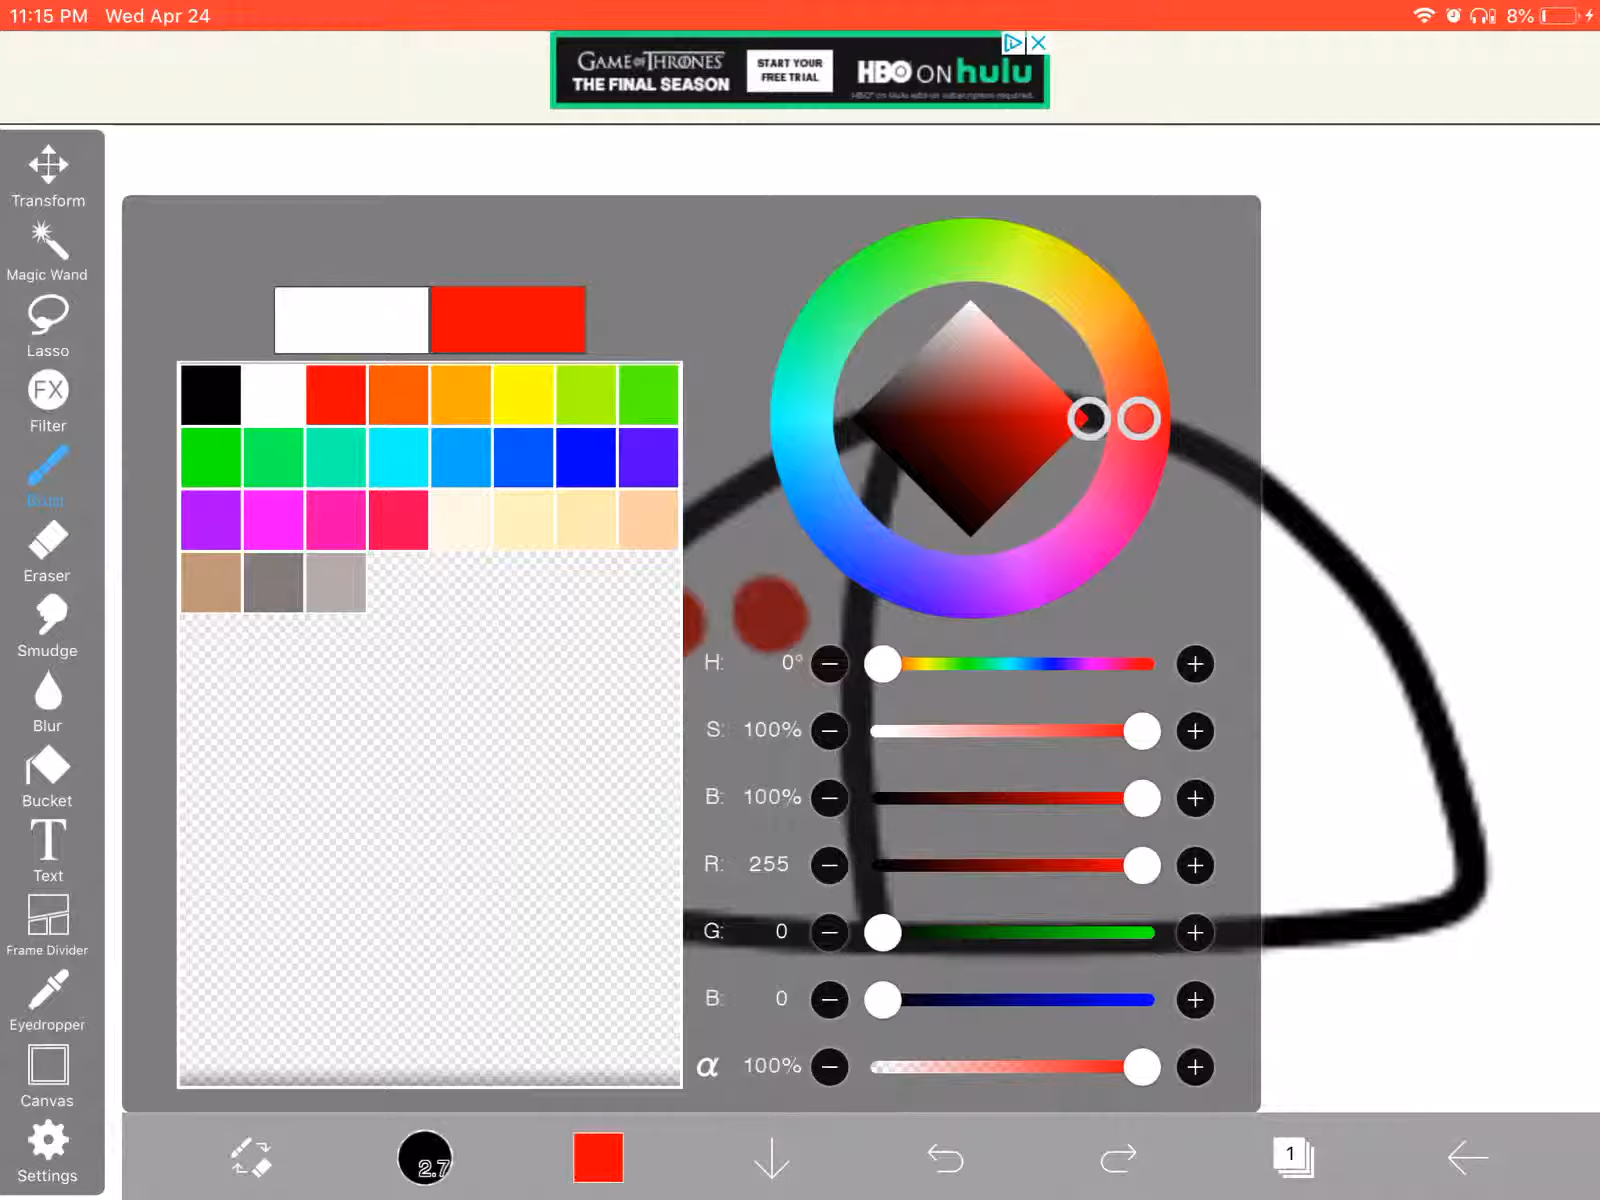 11:15 PM Wed Apr 24
8%
GAME OF THRONES
THE FINAL SEASON
START YOUR
FREE TRIAL
HBO ON hulu
Transform
Magic Wand
Lasso
FX
Filter
Brush
Eraser
Smudge
Blur
Bucket
T
Text
Frame Divider
Eyedropper
Canvas
Settings
H: 0°
S: 100%
B: 100%
R: 255
G: 0
B: 0
α 100%
2.7
1